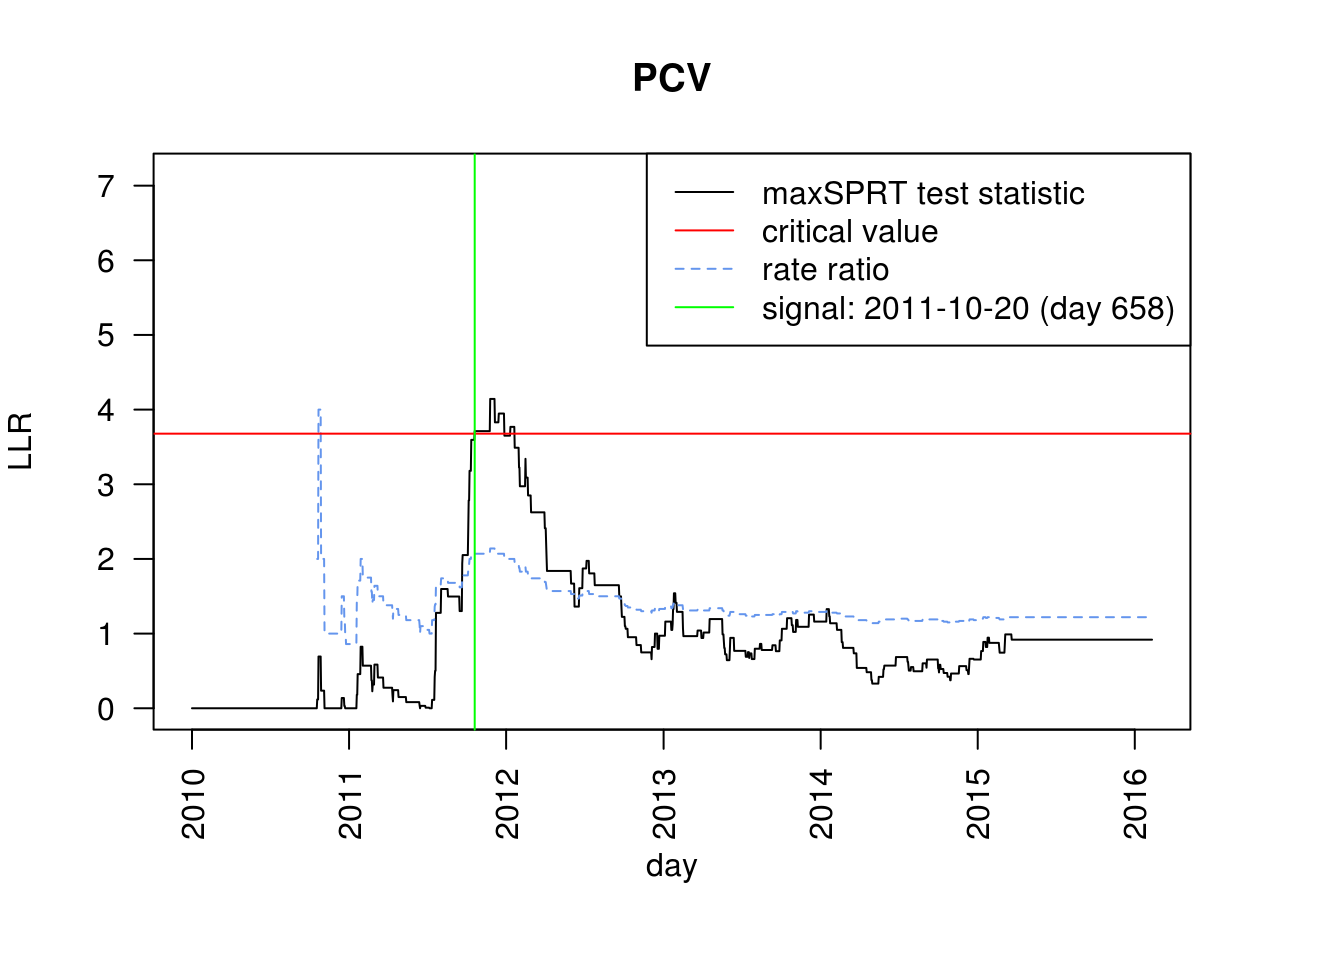 PCV
maxSPRT test statistic
critical value
rate ratio
signal: 2011-10-20 (day 658)
LLR
7
6
5
4
3
2
1
0
2010 2011 2012 2013 2014 2015 2016
day